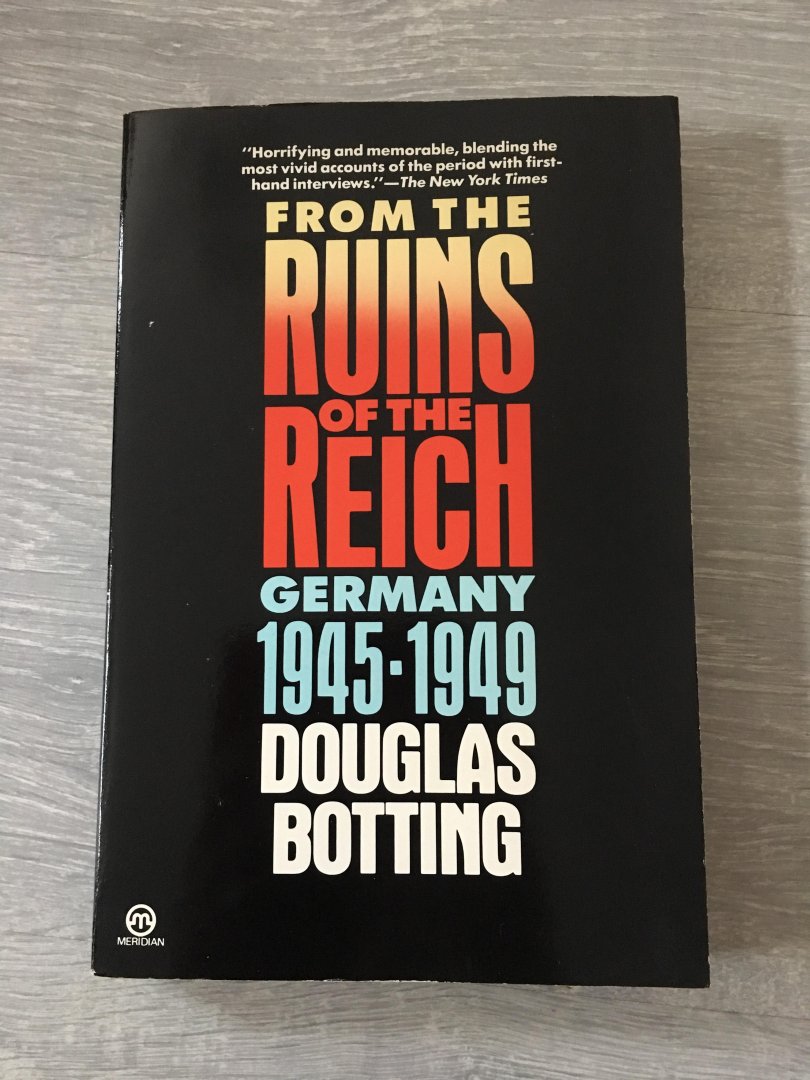 "Horrifying and memorable, blending the
most vivid accounts of the period with first-
hand interviews."—The New York Times
FROM THE
RUINS
OF THE
REICH
GERMANY
1945·1949
DOUGLAS
BOTTING
M
MERIDIAN